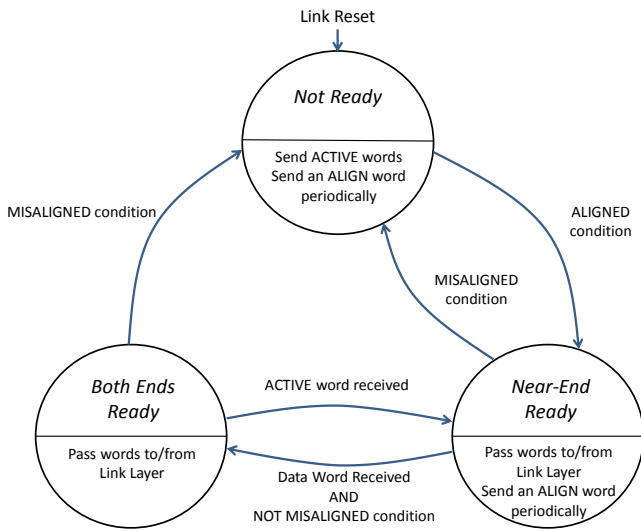 Link Reset
Not Ready
Send ACTIVE words
Send an ALIGN word
periodically
MISALIGNED condition
ALIGNED
condition
MISALIGNED
condition
Both Ends
Ready
Pass words to/from
Link Layer
ACTIVE word received
Near-End
Ready
Pass words to/from
Link Layer
Send an ALIGN word
periodically
Data Word Received
AND
NOT MISALIGNED condition